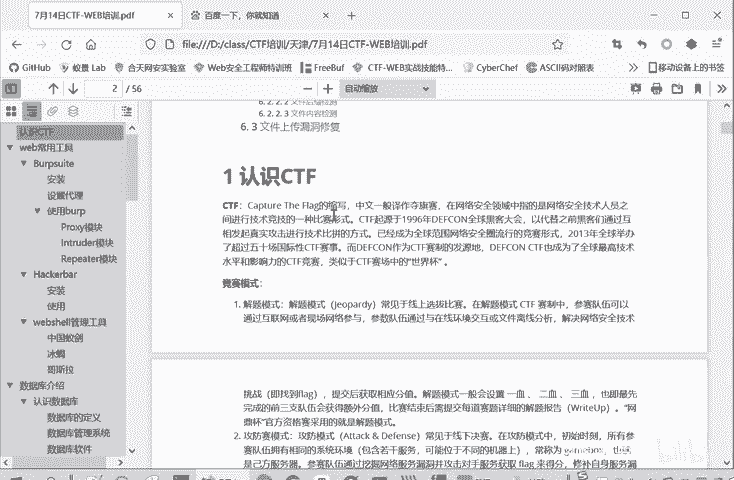 7月14日CTF-WEB培训.pdf
百度一下，你就知道
file:///D:/class/CTF培训/天津/7月14日CTF-WEB培训.pdf
GitHub 蚁景 Lab 合天网安实验室 Web安全工程师特训班 FreeBuf CTF-WEB实战技能特... CyberChef ASCII码对照表 移动设备上的书签
2 / 56 自动缩放
认识CTF
web常用工具
Burpsuite
安装
设置代理
使用burp
Proxy模块
Intruder模块
Repeater模块
Hackerbar
安装
使用
webshell管理工具
中国蚁剑
冰蝎
哥斯拉
数据库介绍
认识数据库
数据库的定义
数据库管理系统
数据库软件
6. 2. 2. 2 文件后缀检测
6. 2. 2. 3 文件内容检测
6. 3 文件上传漏洞修复
1 认识CTF
CTF：Capture The Flag的缩写，中文一般译作夺旗赛，在网络安全领域中指的是网络安全技术人员之
间进行技术竞技的一种比赛形式。CTF起源于1996年DEFCON全球黑客大会，以代替之前黑客们通过互
相发起真实攻击进行技术比拼的方式。已经成为全球范围网络安全圈流行的竞赛形式，2013年全球举办
了超过五十场国际性CTF赛事。而DEFCON作为CTF赛制的发源地，DEFCON CTF也成为了全球最高技术
水平和影响力的CTF竞赛，类似于CTF赛场中的“世界杯” 。
竞赛模式：
1. 解题模式：解题模式（Jeopardy）常见于线上选拔比赛。在解题模式 CTF 赛制中，参赛队伍可以
通过互联网或者现场网络参与，参数队伍通过与在线环境交互或文件离线分析，解决网络安全技术
挑战（即找到flag），提交后获取相应分值。解题模式一般会设置 一血 、 二血 、 三血 ，也即最先
完成的前三支队伍会获得额外分值，比赛结束后需提交每道赛题详细的解题报告（WriteUp）。“网
鼎杯”官方资格赛采用的就是解题模式。
2. 攻防赛模式：攻防模式（Attack & Defense）常见于线下决赛。在攻防模式中，初始时刻，所有参
赛队伍拥有相同的系统环境（包含若干服务，可能位于不同的机器上），常称为 gamebox，也就
是己方服务器。参赛队伍通过挖掘网络服务漏洞并攻击对手服务获取 flag 来得分，修补自身服务漏